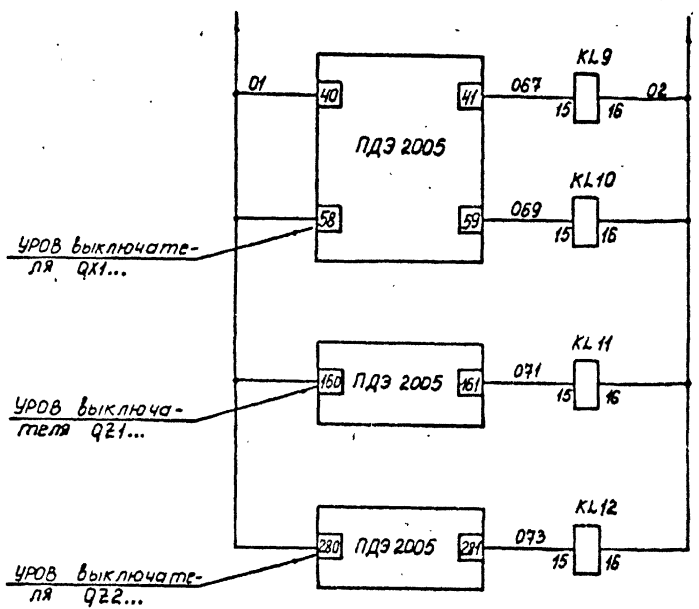 KL9
01
40
41
067
02
15
16
ПДЭ 2005
KL10
58
59
069
15
16
УРОВ выключате-
ля QX1...
KL11
160
ПДЭ 2005
161
071
15
16
УРОВ выключа-
теля QZ1...
KL12
280
ПДЭ 2005
281
073
15
16
УРОВ выключате-
ля QZ2...